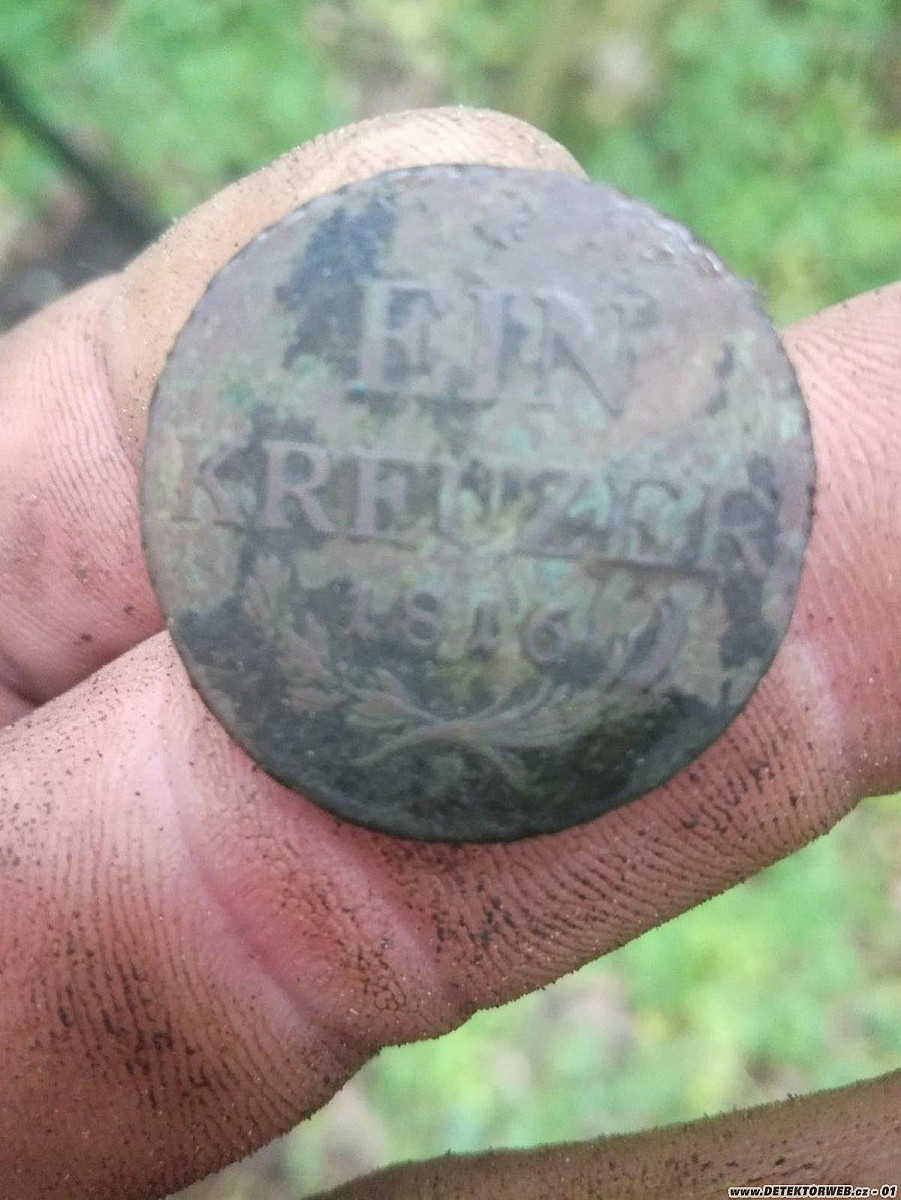 EIN
KREUZER
1816
www.DETEKTORWEB.cz - 01